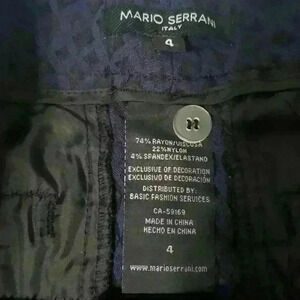 MARIO SERRANI
ITALY
4
74% RAYON/VISCOSA
22% NYLON
4% SPANDEX/ELASTANO
EXCLUSIVE OF DECORATION
EXCLUSIVO DE DECORACIÓN
DISTRIBUTED BY:
BASIC FASHION SERVICES
CA-59169
MADE IN CHINA
HECHO EN CHINA
4
www.marioserrani.com